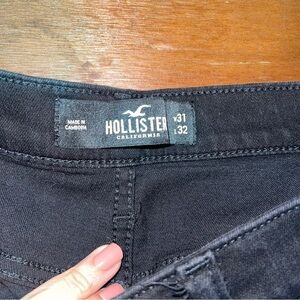 MADE IN
CAMBODIA
HOLLISTER
CALIFORNIA
W31
L32